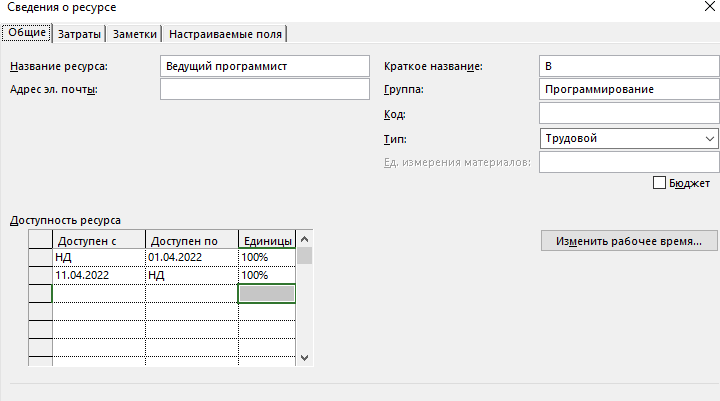 Сведения о ресурсе
Общие Затраты Заметки Настраиваемые поля
Название ресурса: Ведущий программист Краткое название: В
Адрес эл. почты: Группа: Программирование
Код:
Тип: Трудовой
Ед. измерения материалов:
Бюджет
Доступность ресурса
Изменить рабочее время...
Доступен с Доступен по Единицы
НД 01.04.2022 100%
11.04.2022 НД 100%